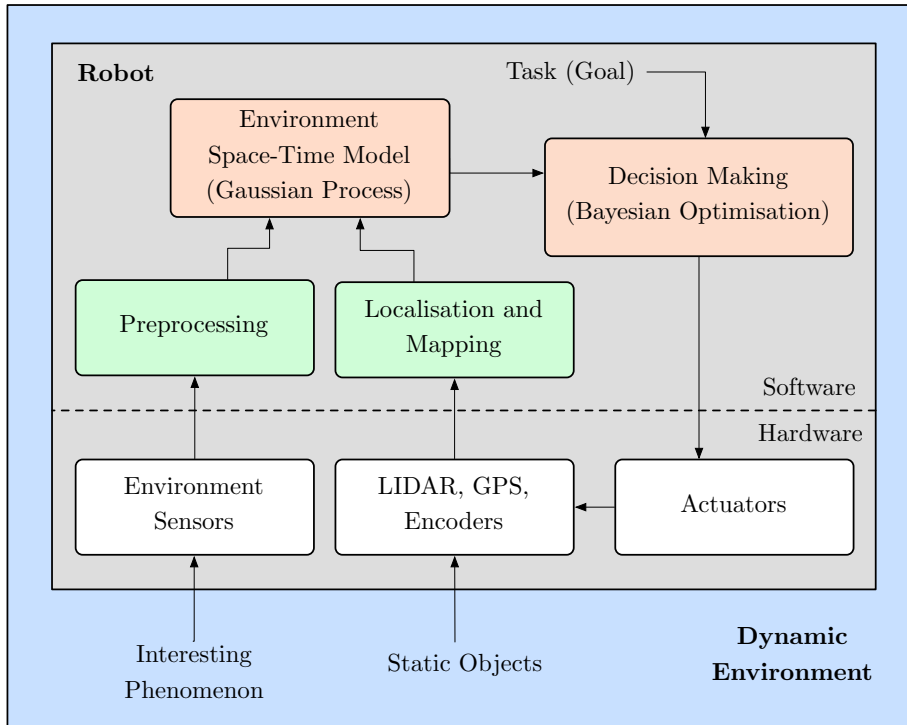 Robot
Task (Goal)
Environment
Space-Time Model
(Gaussian Process)
Decision Making
(Bayesian Optimisation)
Preprocessing
Localisation and
Mapping
Software
Hardware
Environment
Sensors
LIDAR, GPS,
Encoders
Actuators
Interesting
Phenomenon
Static Objects
Dynamic
Environment